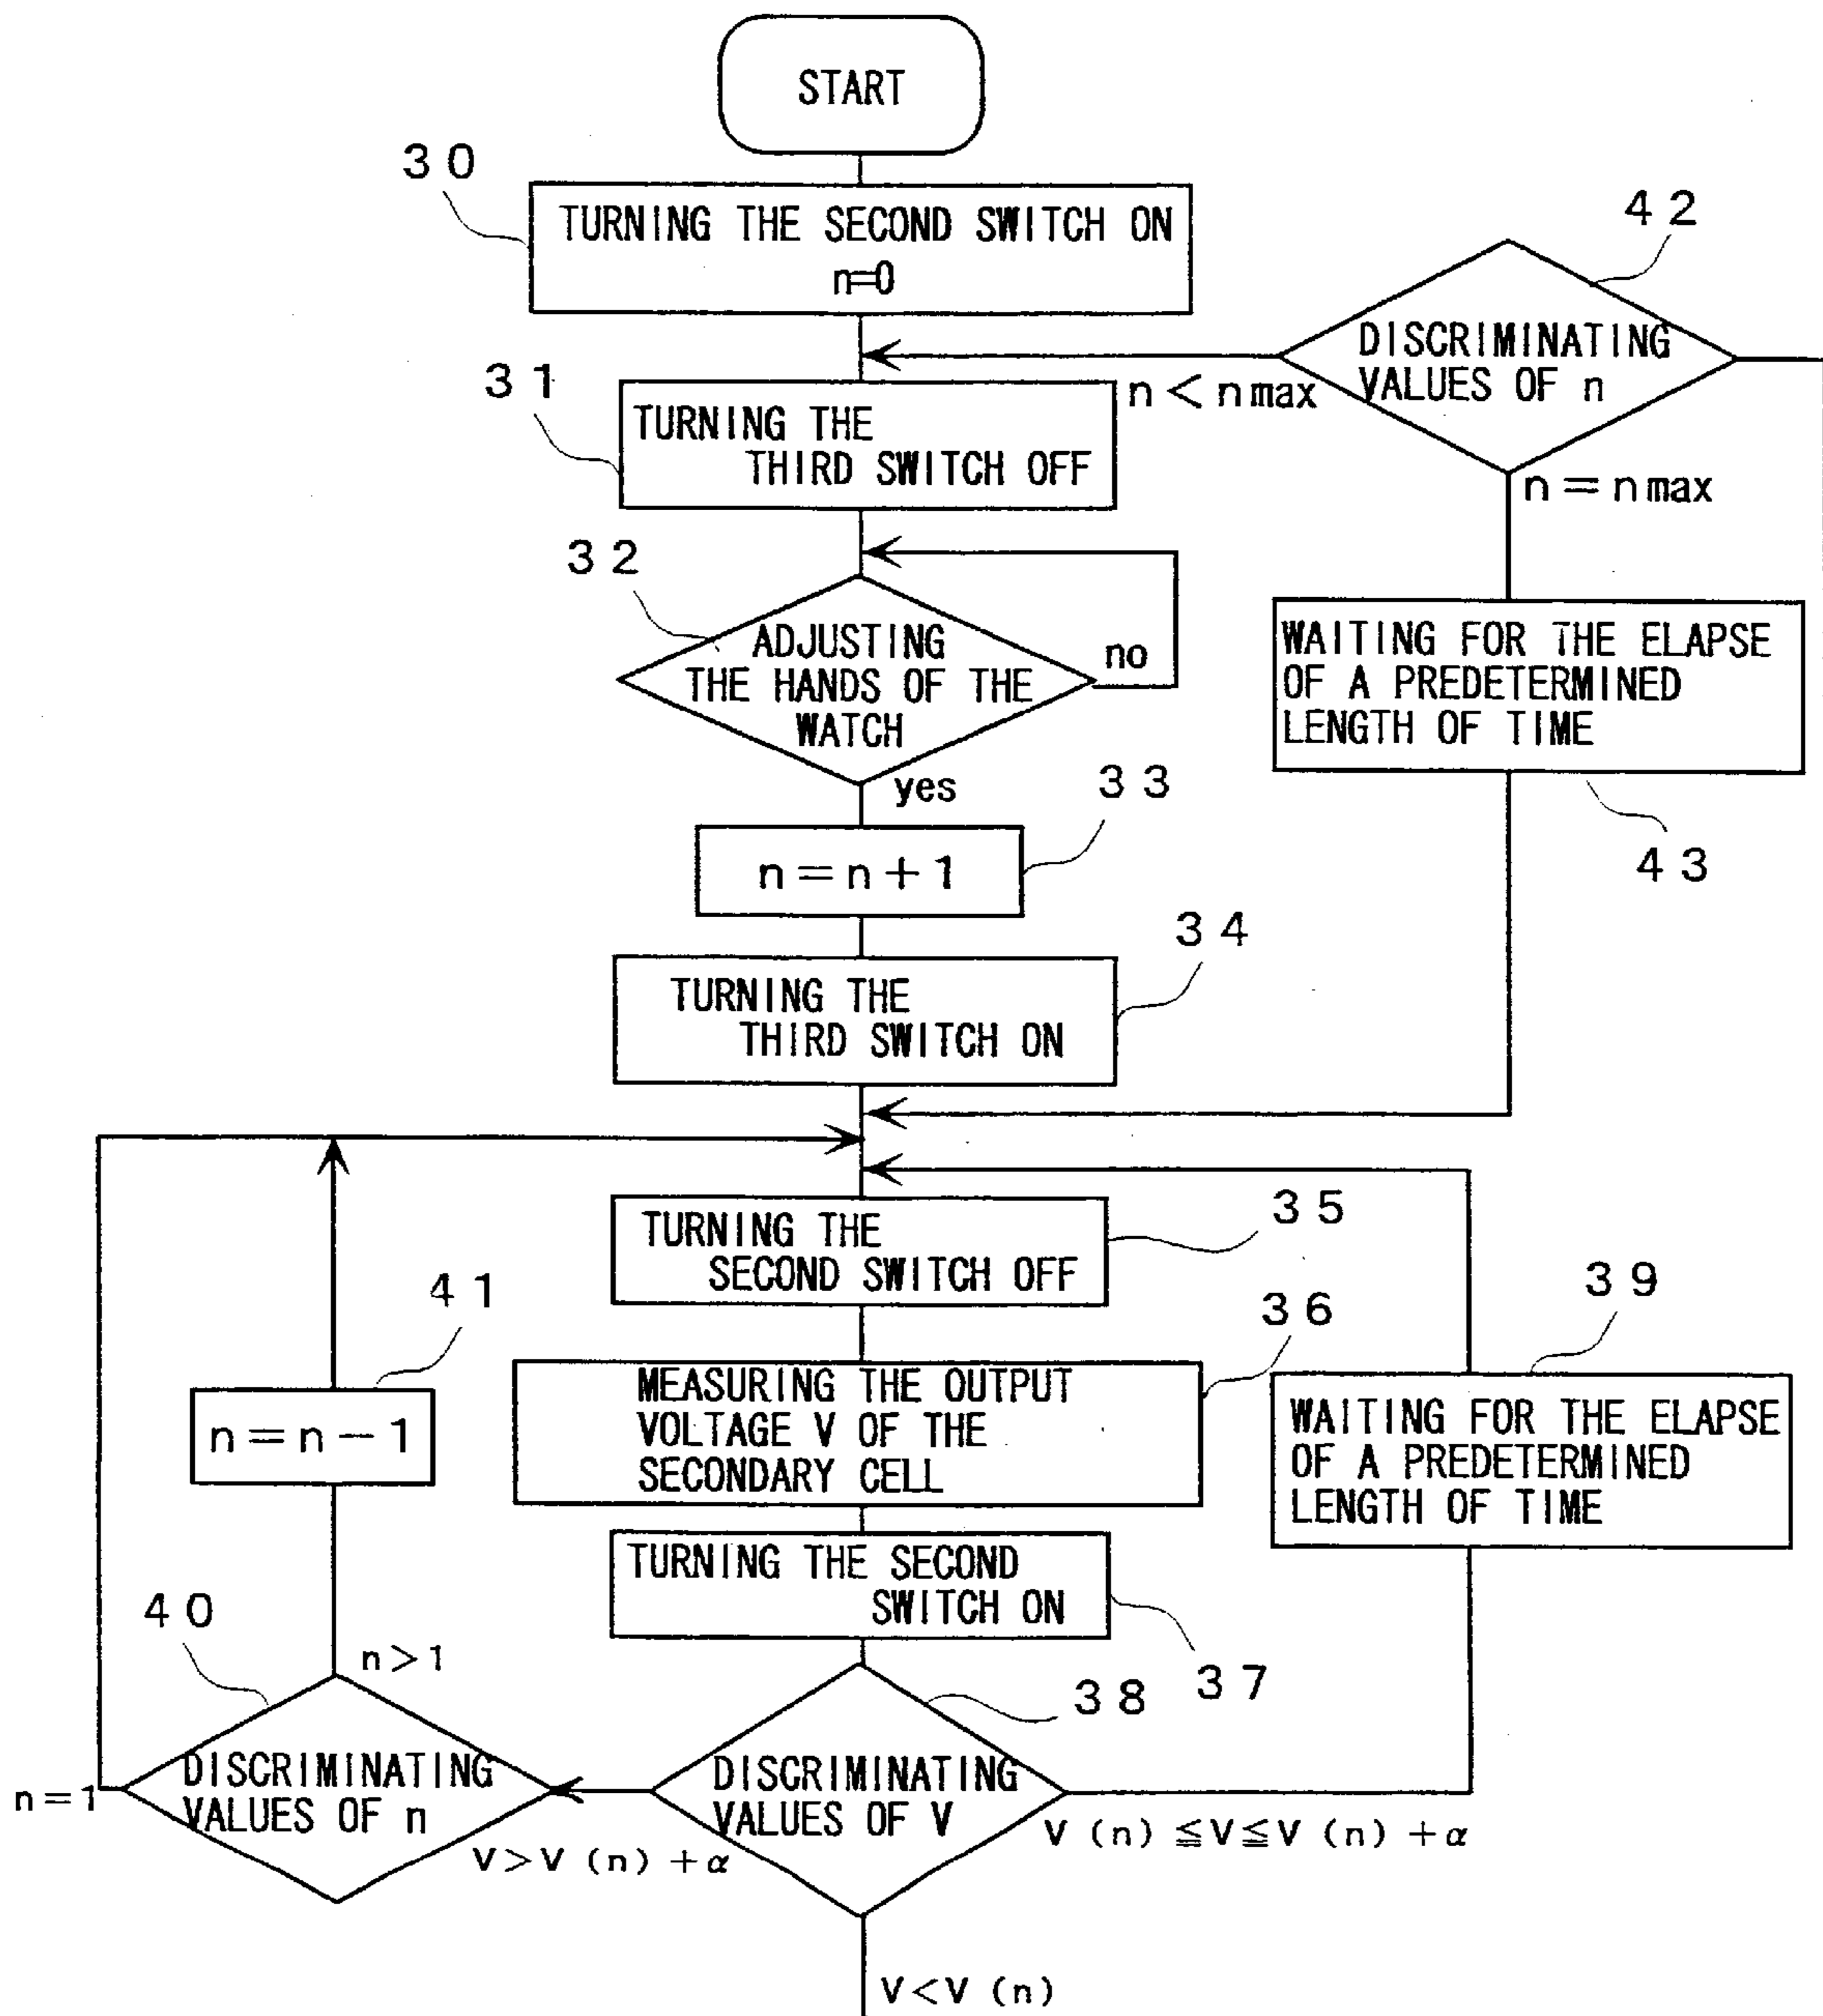 START
30
TURNING THE SECOND SWITCH ON
n=0
42
DISCRIMINATING
VALUES OF n
n < nmax
n = nmax
31
TURNING THE
THIRD SWITCH OFF
32
ADJUSTING
THE HANDS OF THE
WATCH
no
yes
WAITING FOR THE ELAPSE
OF A PREDETERMINED
LENGTH OF TIME
43
33
n = n + 1
34
TURNING THE
THIRD SWITCH ON
35
TURNING THE
SECOND SWITCH OFF
36
MEASURING THE OUTPUT
VOLTAGE V OF THE
SECONDARY CELL
39
WAITING FOR THE ELAPSE
OF A PREDETERMINED
LENGTH OF TIME
41
n = n - 1
TURNING THE SECOND
SWITCH ON
37
40
n > 1
n = 1
DISCRIMINATING
VALUES OF n
38
DISCRIMINATING
VALUES OF V
V > V (n) + α
V (n) ≦ V ≦ V (n) + α
V < V (n)